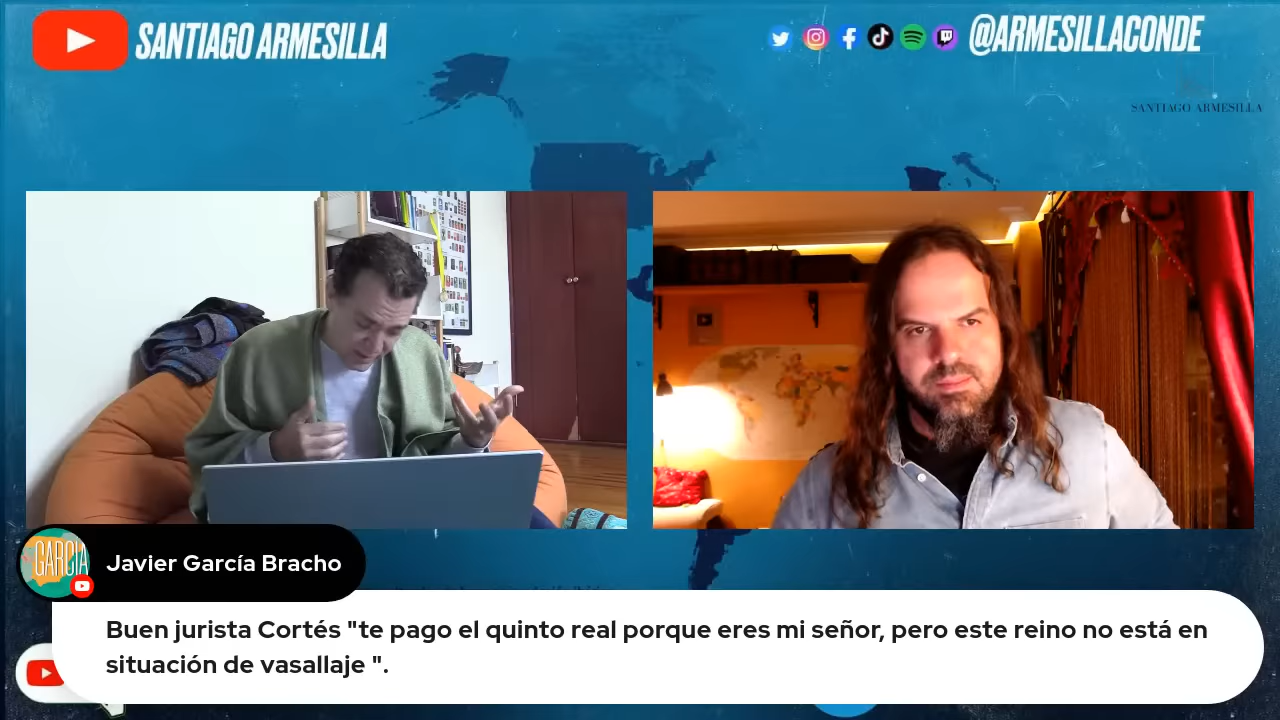 SANTIAGO ARMESILLA
@ARMESILLACONDE
SANTIAGO ARMESILLA
GARCÍA
Javier García Bracho
Buen jurista Cortés "te pago el quinto real porque eres mi señor, pero este reino no está en
situación de vasallaje ".